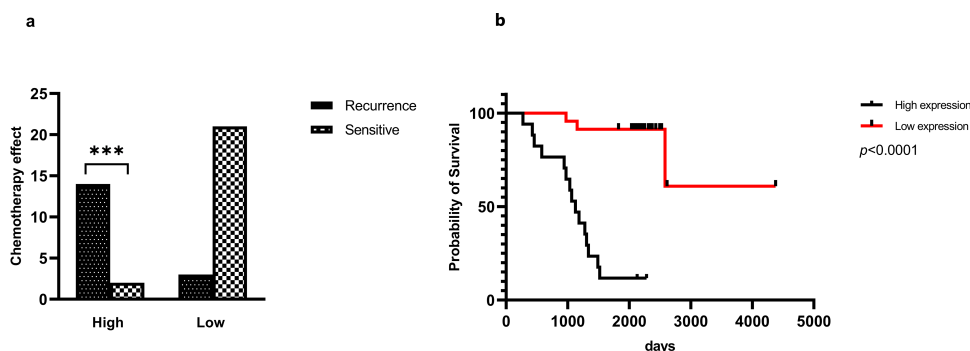 a
b
25
20
15
10
5
0
Chemotherapy effect
***
High
Low
Recurrence
Sensitive
100
50
0
Probability of Survival
0 1000 2000 3000 4000 5000
days
High expression
Low expression
p<0.0001